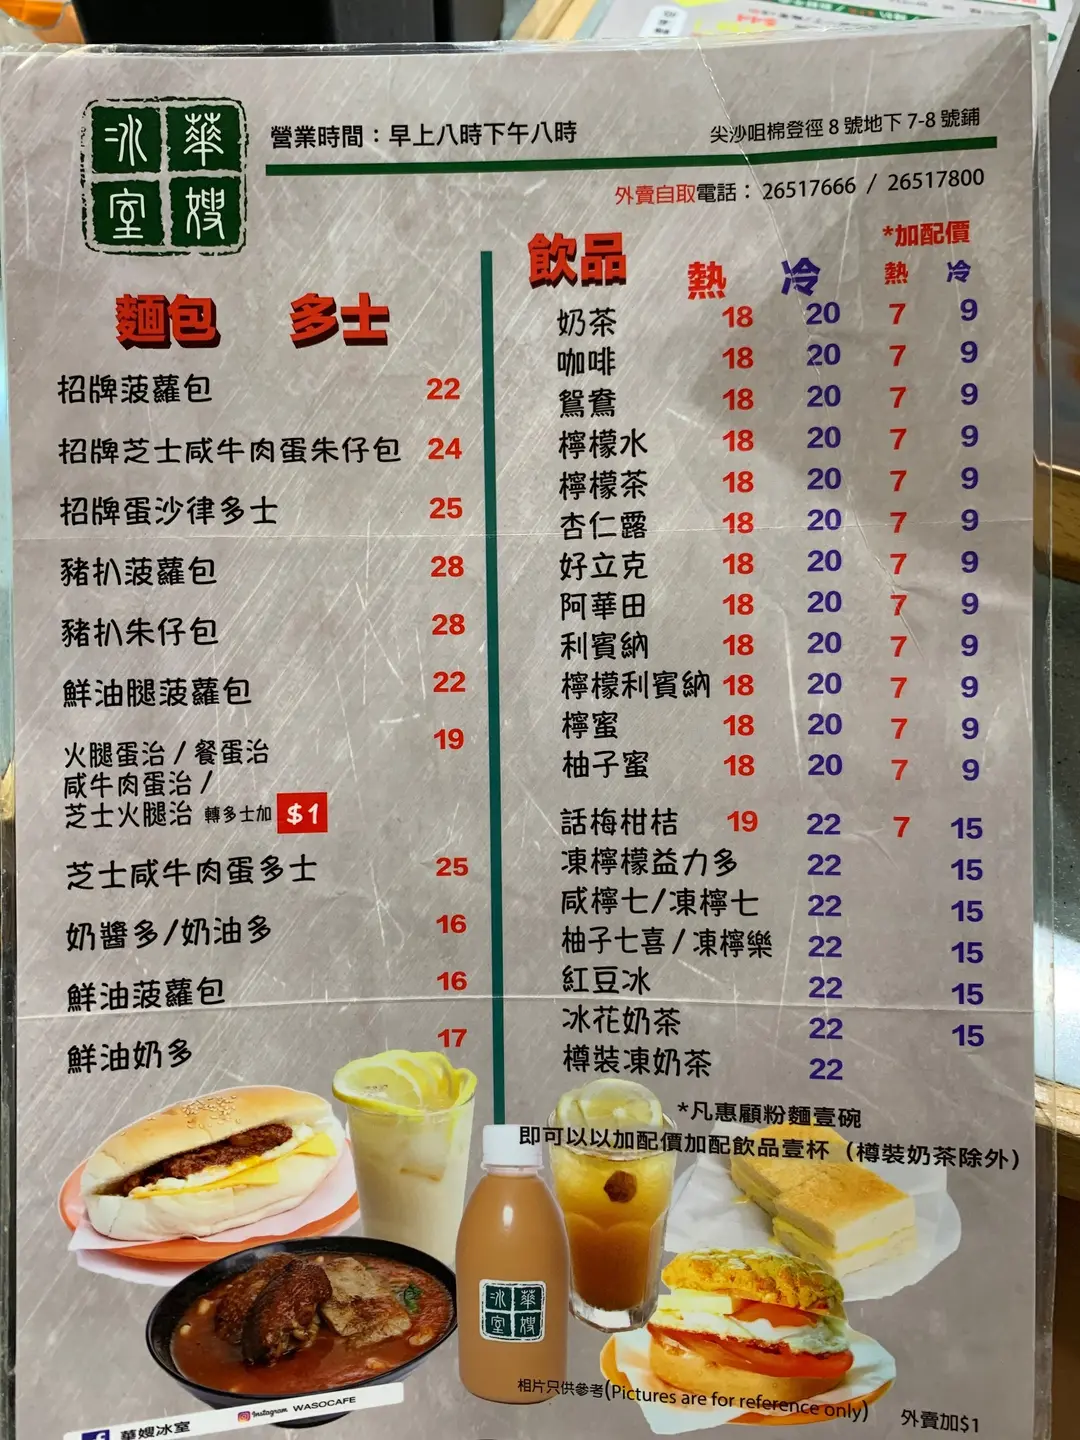 冰華
室嫂
營業時間：早上八時下午八時
尖沙咀棉登徑 8 號地下 7-8 號鋪
外賣自取電話： 26517666 / 26517800
麵包 多士
招牌菠蘿包 22
招牌芝士咸牛肉蛋朱仔包 24
招牌蛋沙律多士 25
豬扒菠蘿包 28
豬扒朱仔包 28
鮮油腿菠蘿包 22
火腿蛋治 / 餐蛋治 19
咸牛肉蛋治 /
芝士火腿治 轉多士加 $1
芝士咸牛肉蛋多士 25
奶醬多/奶油多 16
鮮油菠蘿包 16
鮮油奶多 17
*加配價
飲品 熱 冷 熱 冷
奶茶 18 20 7 9
咖啡 18 20 7 9
鴛鴦 18 20 7 9
檸檬水 18 20 7 9
檸檬茶 18 20 7 9
杏仁露 18 20 7 9
好立克 18 20 7 9
阿華田 18 20 7 9
利賓納 18 20 7 9
檸檬利賓納 18 20 7 9
檸蜜 18 20 7 9
柚子蜜 18 20 7 9
話梅柑桔 19 22 7 15
凍檸檬益力多 22 15
咸檸七/凍檸七 22 15
柚子七喜 / 凍檸樂 22 15
紅豆冰 22 15
冰花奶茶 22 15
樽裝凍奶茶 22
*凡惠顧粉麵壹碗
即可以以加配價加配飲品壹杯（樽裝奶茶除外）
冰華
室嫂
相片只供參考(Pictures are for reference only)
外賣加$1
華嫂冰室
Instagram WASOCAFE